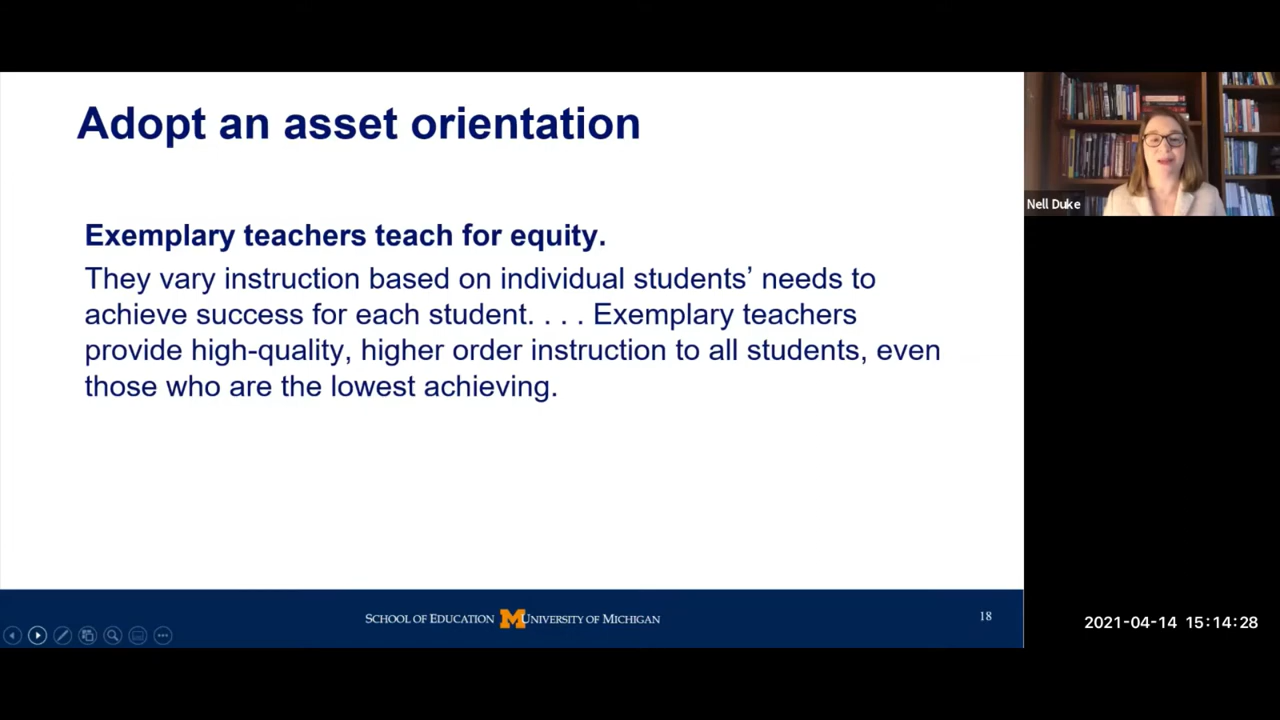 Adopt an asset orientation
Exemplary teachers teach for equity.
They vary instruction based on individual students’ needs to
achieve success for each student. . . . Exemplary teachers
provide high-quality, higher order instruction to all students, even
those who are the lowest achieving.
Nell Duke
SCHOOL OF EDUCATION M UNIVERSITY OF MICHIGAN
18
2021-04-14 15:14:28